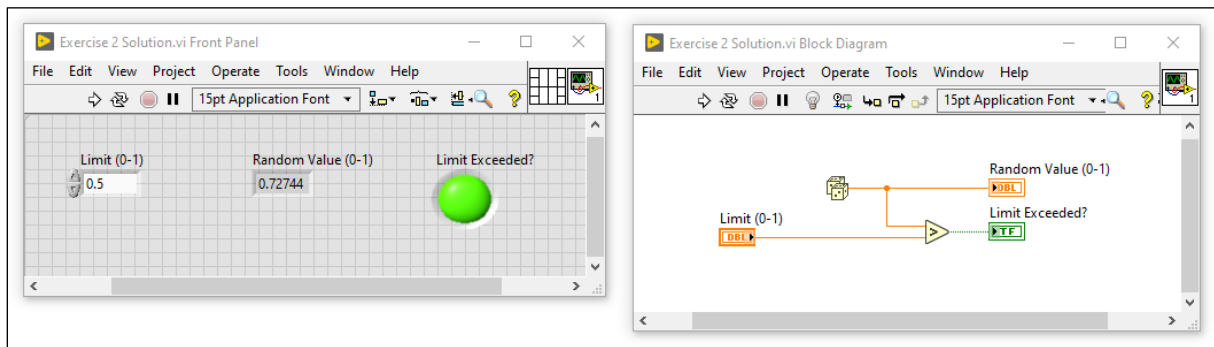 Exercise 2 Solution.vi Front Panel
File Edit View Project Operate Tools Window Help
15pt Application Font
1
Limit (0-1)
0.5
Random Value (0-1)
0.72744
Limit Exceeded?
Exercise 2 Solution.vi Block Diagram
File Edit View Project Operate Tools Window Help
15pt Application Font
1
Random Value (0-1)
DBL
Limit (0-1)
DBL
Limit Exceeded?
TF